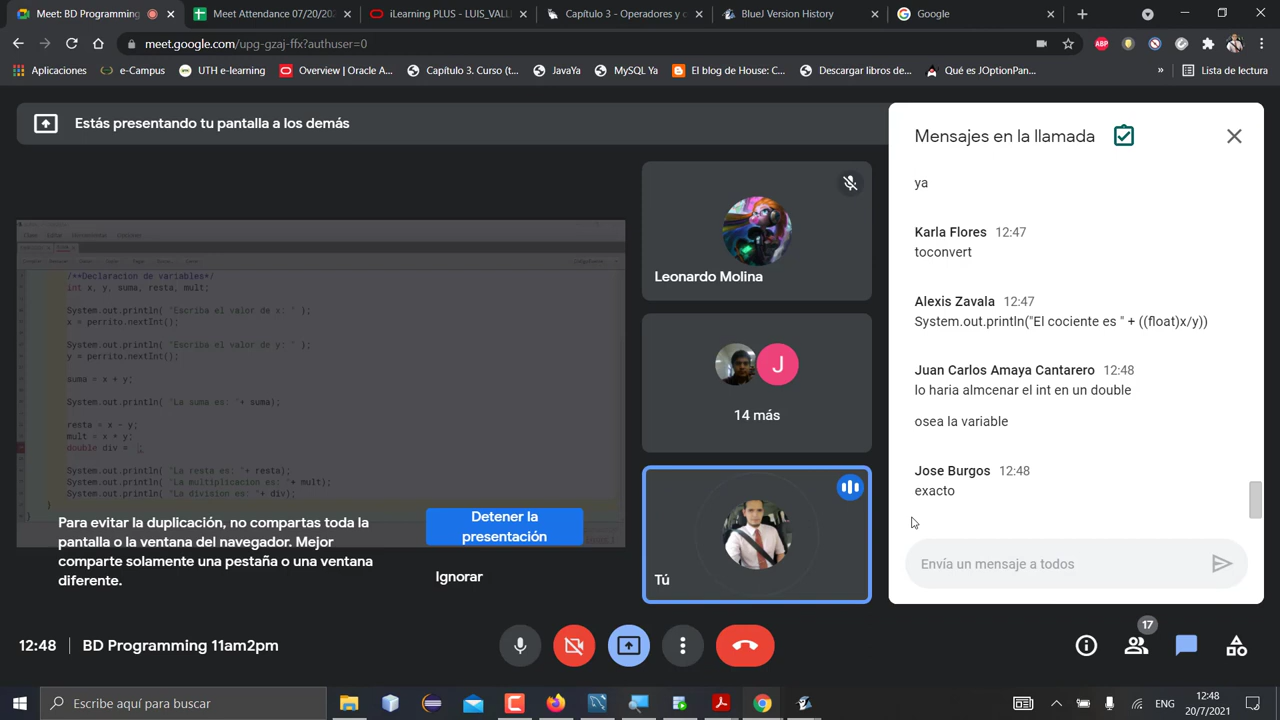 Meet: BD Programming
Meet Attendance 07/20/202
iLearning PLUS - LUIS_VALL
Capítulo 3 – Operadores y c
BlueJ Version History
Google
meet.google.com/upg-gzaj-ffx?authuser=0
ABP
Aplicaciones
e-Campus
UTH e-learning
Overview | Oracle A...
Capítulo 3. Curso (t...
JavaYa
MySQL Ya
El blog de House: C...
Descargar libros de...
Qué es JOptionPan...
»
Lista de lectura
Estás presentando tu pantalla a los demás
/**Declaracion de variables*/
int x, y, suma, resta, mult;
System.out.println( "Escriba el valor de x: " );
x = perrito.nextInt();
System.out.println( "Escriba el valor de y: " );
y = perrito.nextInt();
suma = x + y;
System.out.println( "La suma es: "+ suma);
resta = x - y;
mult = x * y;
double div =
System.out.println( "La resta es: "+ resta);
System.out.println( "La multiplicacion es: "+ mult);
System.out.println( "La division es: "+ div);
}
Para evitar la duplicación, no compartas toda la
pantalla o la ventana del navegador. Mejor
comparte solamente una pestaña o una ventana
diferente.
Detener la
presentación
Ignorar
Leonardo Molina
J
14 más
Tú
Mensajes en la llamada
ya
Karla Flores 12:47
toconvert
Alexis Zavala 12:47
System.out.println("El cociente es " + ((float)x/y))
Juan Carlos Amaya Cantarero 12:48
lo haria almcenar el int en un double
osea la variable
Jose Burgos 12:48
exacto
Envía un mensaje a todos
12:48 | BD Programming 11am2pm
17
Escribe aquí para buscar
ENG
12:48
20/7/2021